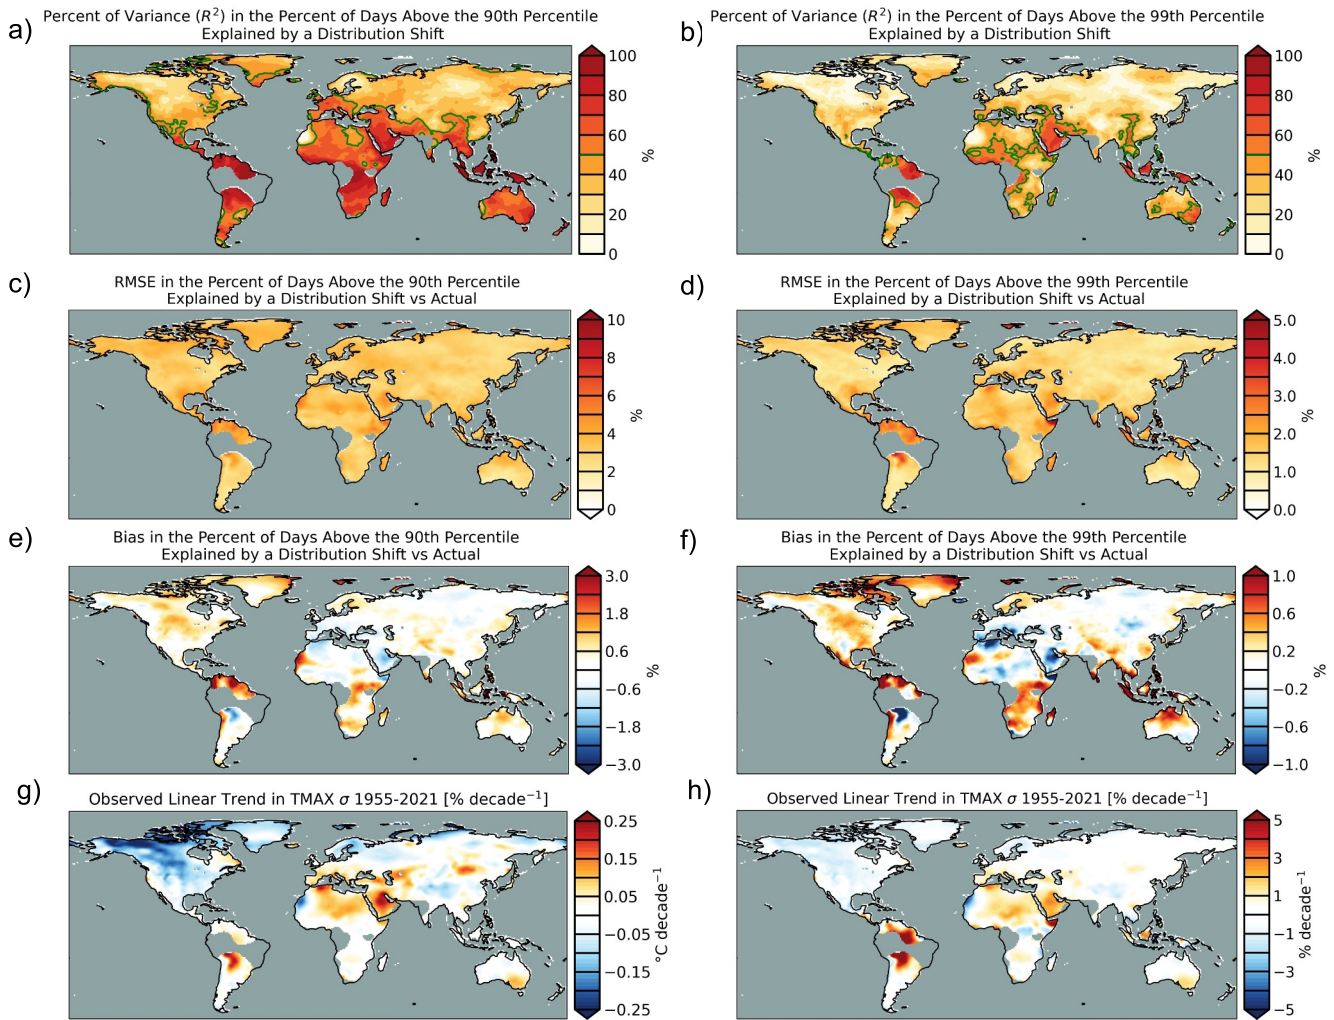 a)
Percent of Variance (R²) in the Percent of Days Above the 90th Percentile
Explained by a Distribution Shift
100
80
60
40
20
0
%
b)
Percent of Variance (R²) in the Percent of Days Above the 99th Percentile
Explained by a Distribution Shift
100
80
60
40
20
0
%
c)
RMSE in the Percent of Days Above the 90th Percentile
Explained by a Distribution Shift vs Actual
10
8
6
4
2
0
%
d)
RMSE in the Percent of Days Above the 99th Percentile
Explained by a Distribution Shift vs Actual
5.0
4.0
3.0
2.0
1.0
0.0
%
e)
Bias in the Percent of Days Above the 90th Percentile
Explained by a Distribution Shift vs Actual
3.0
1.8
0.6
−0.6
−1.8
−3.0
%
f)
Bias in the Percent of Days Above the 99th Percentile
Explained by a Distribution Shift vs Actual
1.0
0.6
0.2
−0.2
−0.6
−1.0
%
g)
Observed Linear Trend in TMAX σ 1955-2021 [% decade⁻¹]
0.25
0.15
0.05
−0.05
−0.15
−0.25
°C decade⁻¹
h)
Observed Linear Trend in TMAX σ 1955-2021 [% decade⁻¹]
5
3
1
−1
−3
−5
% decade⁻¹